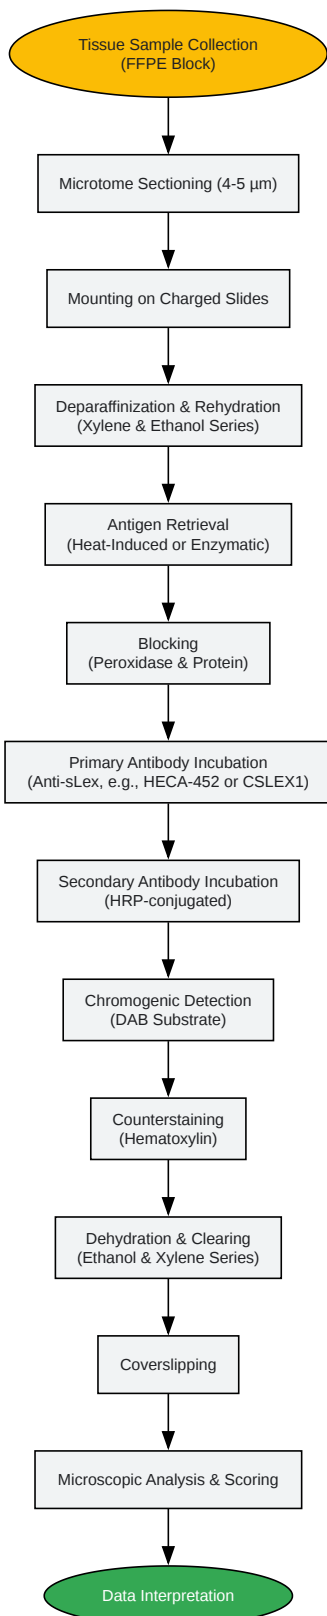 Tissue Sample Collection
(FFPE Block)
Microtome Sectioning (4-5 µm)
Mounting on Charged Slides
Deparaffinization & Rehydration
(Xylene & Ethanol Series)
Antigen Retrieval
(Heat-Induced or Enzymatic)
Blocking
(Peroxidase & Protein)
Primary Antibody Incubation
(Anti-sLex, e.g., HECA-452 or CSLEX1)
Secondary Antibody Incubation
(HRP-conjugated)
Chromogenic Detection
(DAB Substrate)
Counterstaining
(Hematoxylin)
Dehydration & Clearing
(Ethanol & Xylene Series)
Coverslipping
Microscopic Analysis & Scoring
Data Interpretation